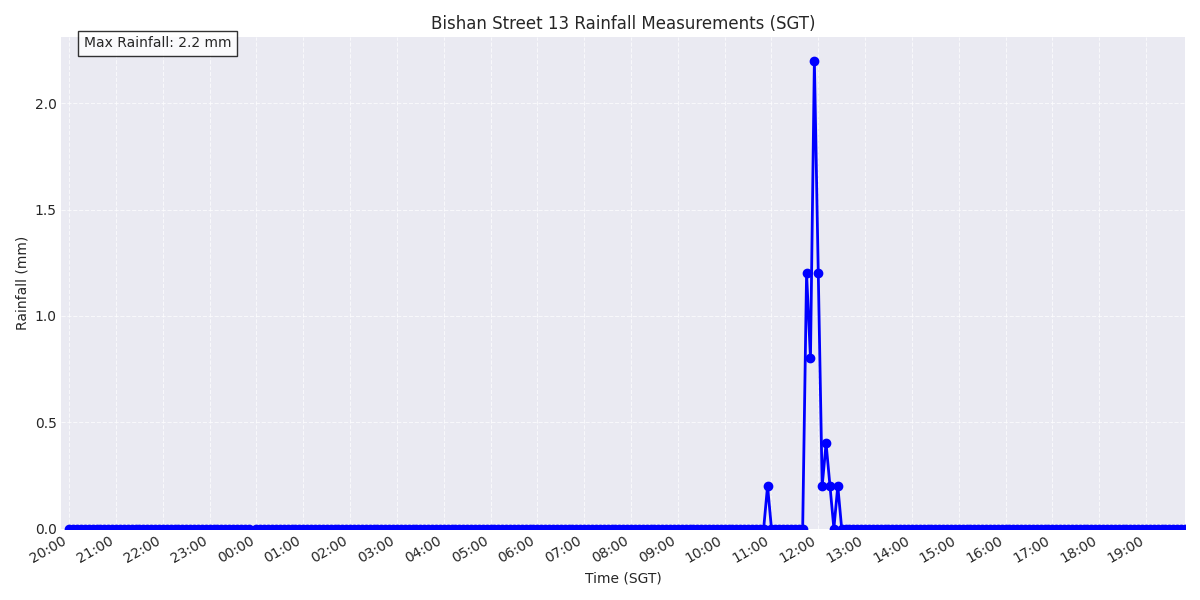 Bishan Street 13 Rainfall Measurements (SGT)
Max Rainfall: 2.2 mm
Rainfall (mm)
2.0
1.5
1.0
0.5
0.0
20:00 21:00 22:00 23:00 00:00 01:00 02:00 03:00 04:00 05:00 06:00 07:00 08:00 09:00 10:00 11:00 12:00 13:00 14:00 15:00 16:00 17:00 18:00 19:00
Time (SGT)